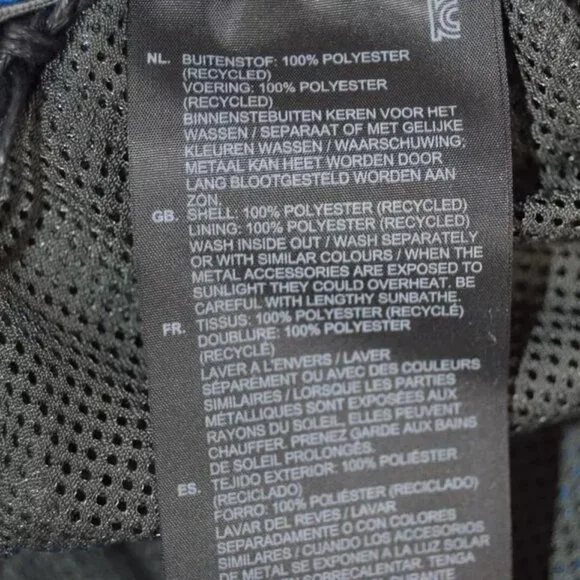 NL. BUITENSTOF: 100% POLYESTER
(RECYCLED)
VOERING: 100% POLYESTER
(RECYCLED)
BINNENSTEBUITEN KEREN VOOR HET
WASSEN / SEPARAAT OF MET GELIJKE
KLEUREN WASSEN / WAARSCHUWING:
METAAL KAN HEET WORDEN DOOR
LANG BLOOTGESTELD WORDEN AAN
ZON.
GB. SHELL: 100% POLYESTER (RECYCLED)
LINING: 100% POLYESTER (RECYCLED)
WASH INSIDE OUT / WASH SEPARATELY
OR WITH SIMILAR COLOURS / WHEN THE
METAL ACCESSORIES ARE EXPOSED TO
SUNLIGHT THEY COULD OVERHEAT. BE
CAREFUL WITH LENGTHY SUNBATHE.
FR. TISSUS: 100% POLYESTER (RECYCLÉ)
DOUBLURE: 100% POLYESTER
(RECYCLÉ)
LAVER A L'ENVERS / LAVER
SÉPARÉMENT OU AVEC DES COULEURS
SIMILAIRES / LORSQUE LES PARTIES
MÉTALLIQUES SONT EXPOSÉES AUX
RAYONS DU SOLEIL, ELLES PEUVENT
CHAUFFER. PRENEZ GARDE AUX BAINS
DE SOLEIL PROLONGÉS.
ES. TEJIDO EXTERIOR: 100% POLIÉSTER
(RECICLADO)
FORRO: 100% POLIÉSTER (RECICLADO)
LAVAR DEL REVES / LAVAR
SEPARADAMENTE O CON COLORES
SIMILARES / CUANDO LOS ACCESORIOS
DE METAL SE EXPONEN A LA LUZ SOLAR
SOBRECALENTAR. TENGA
DURANTE